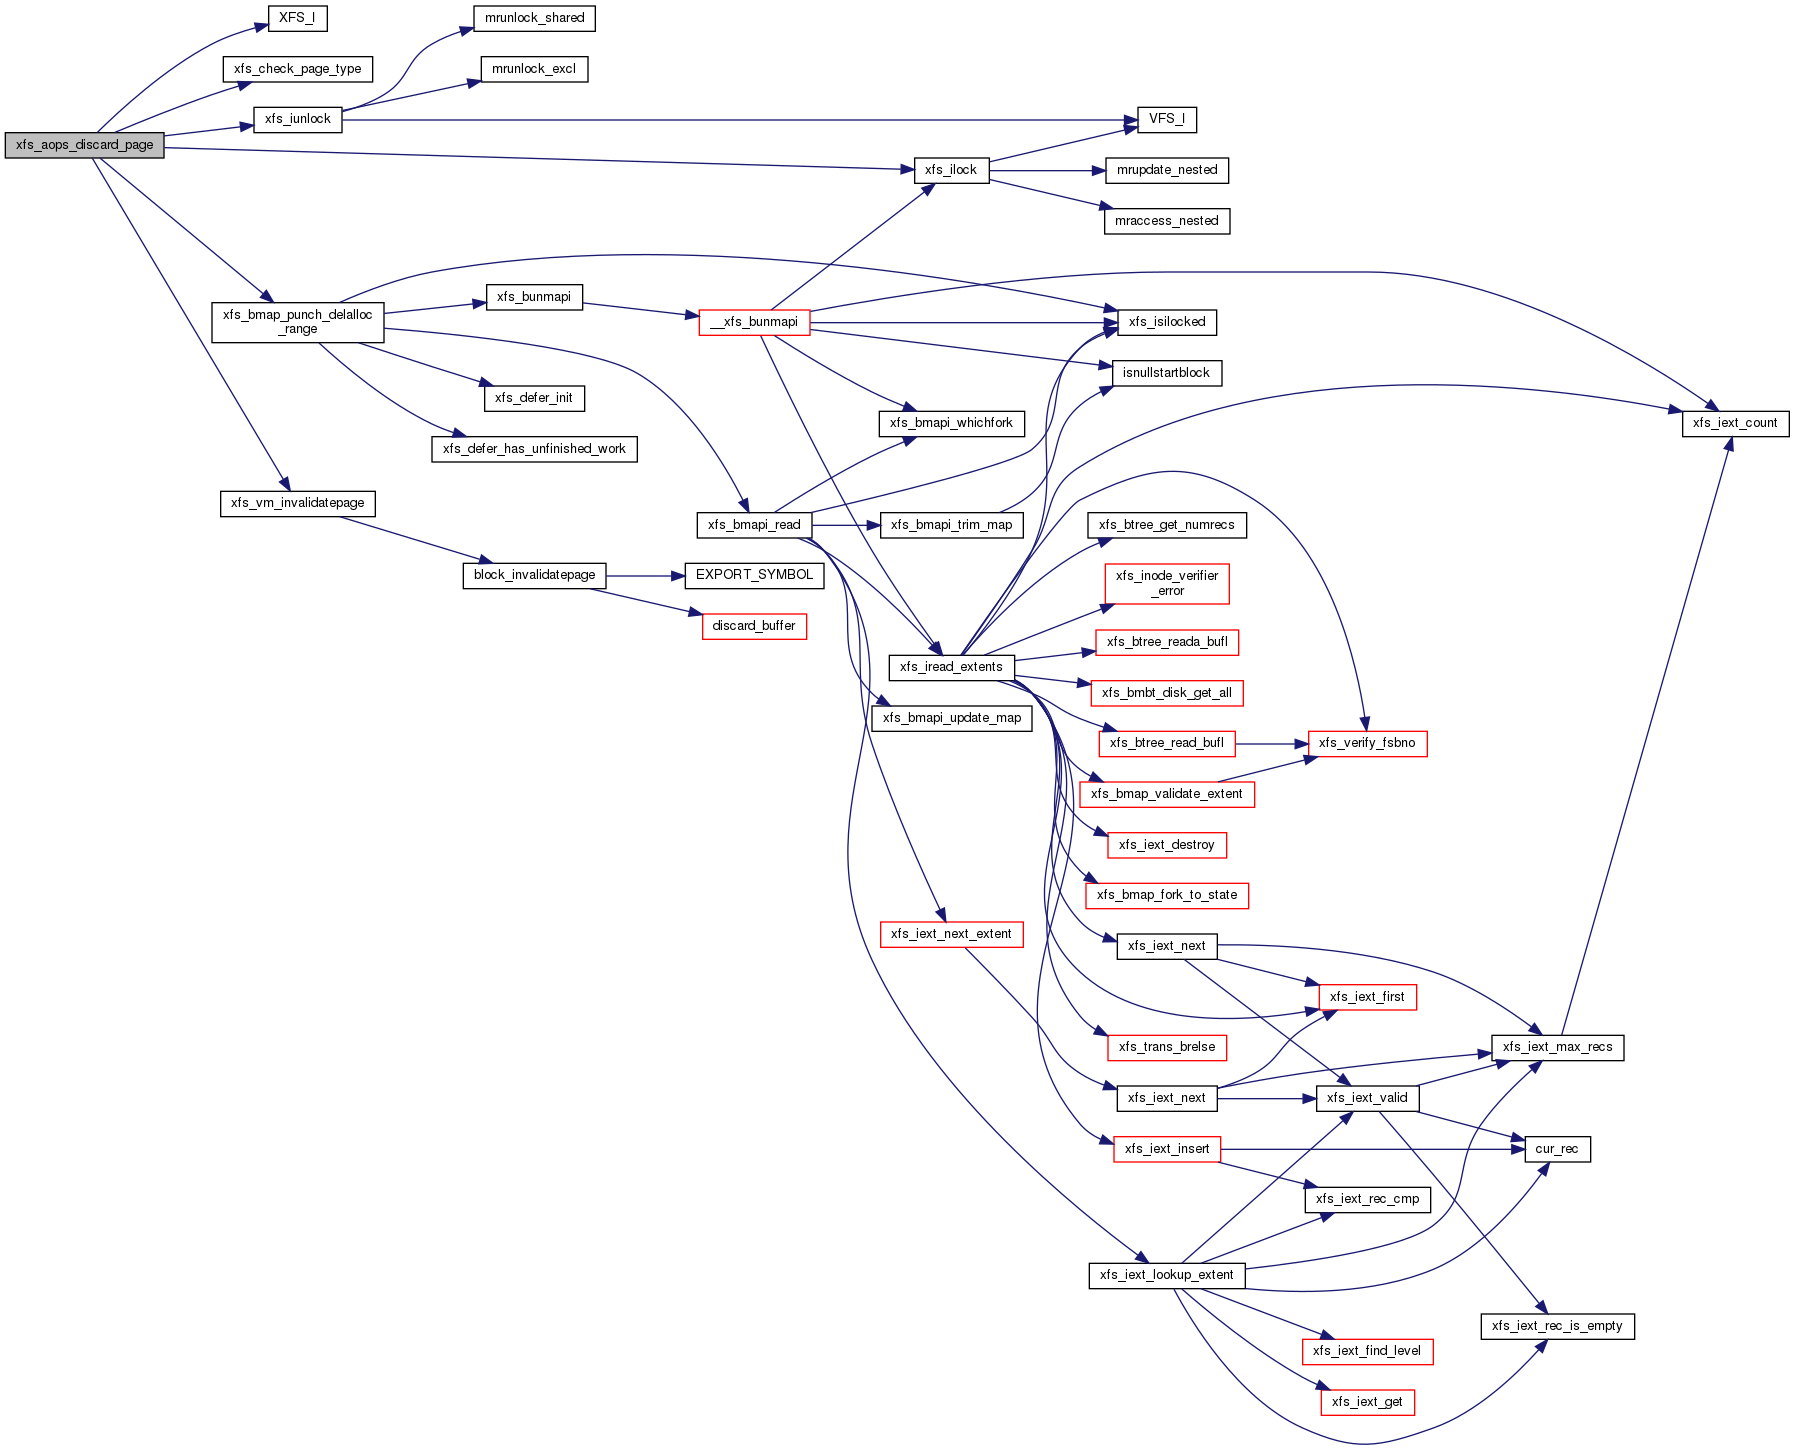 XFS_I
mrunlock_shared
xfs_check_page_type
mrunlock_excl
xfs_iunlock
VFS_I
xfs_aops_discard_page
xfs_ilock
mrupdate_nested
mraccess_nested
xfs_bmap_punch_delalloc
_range
xfs_bunmapi
__xfs_bunmapi
xfs_isilocked
isnullstartblock
xfs_defer_init
xfs_bmapi_whichfork
xfs_iext_count
xfs_defer_has_unfinished_work
xfs_vm_invalidatepage
xfs_bmapi_read
xfs_bmapi_trim_map
xfs_btree_get_numrecs
block_invalidatepage
EXPORT_SYMBOL
xfs_inode_verifier
_error
discard_buffer
xfs_btree_reada_bufl
xfs_iread_extents
xfs_bmbt_disk_get_all
xfs_bmapi_update_map
xfs_btree_read_bufl
xfs_verify_fsbno
xfs_bmap_validate_extent
xfs_iext_destroy
xfs_bmap_fork_to_state
xfs_iext_next_extent
xfs_iext_next
xfs_iext_first
xfs_trans_brelse
xfs_iext_max_recs
xfs_iext_next
xfs_iext_valid
xfs_iext_insert
cur_rec
xfs_iext_rec_cmp
xfs_iext_lookup_extent
xfs_iext_rec_is_empty
xfs_iext_find_level
xfs_iext_get